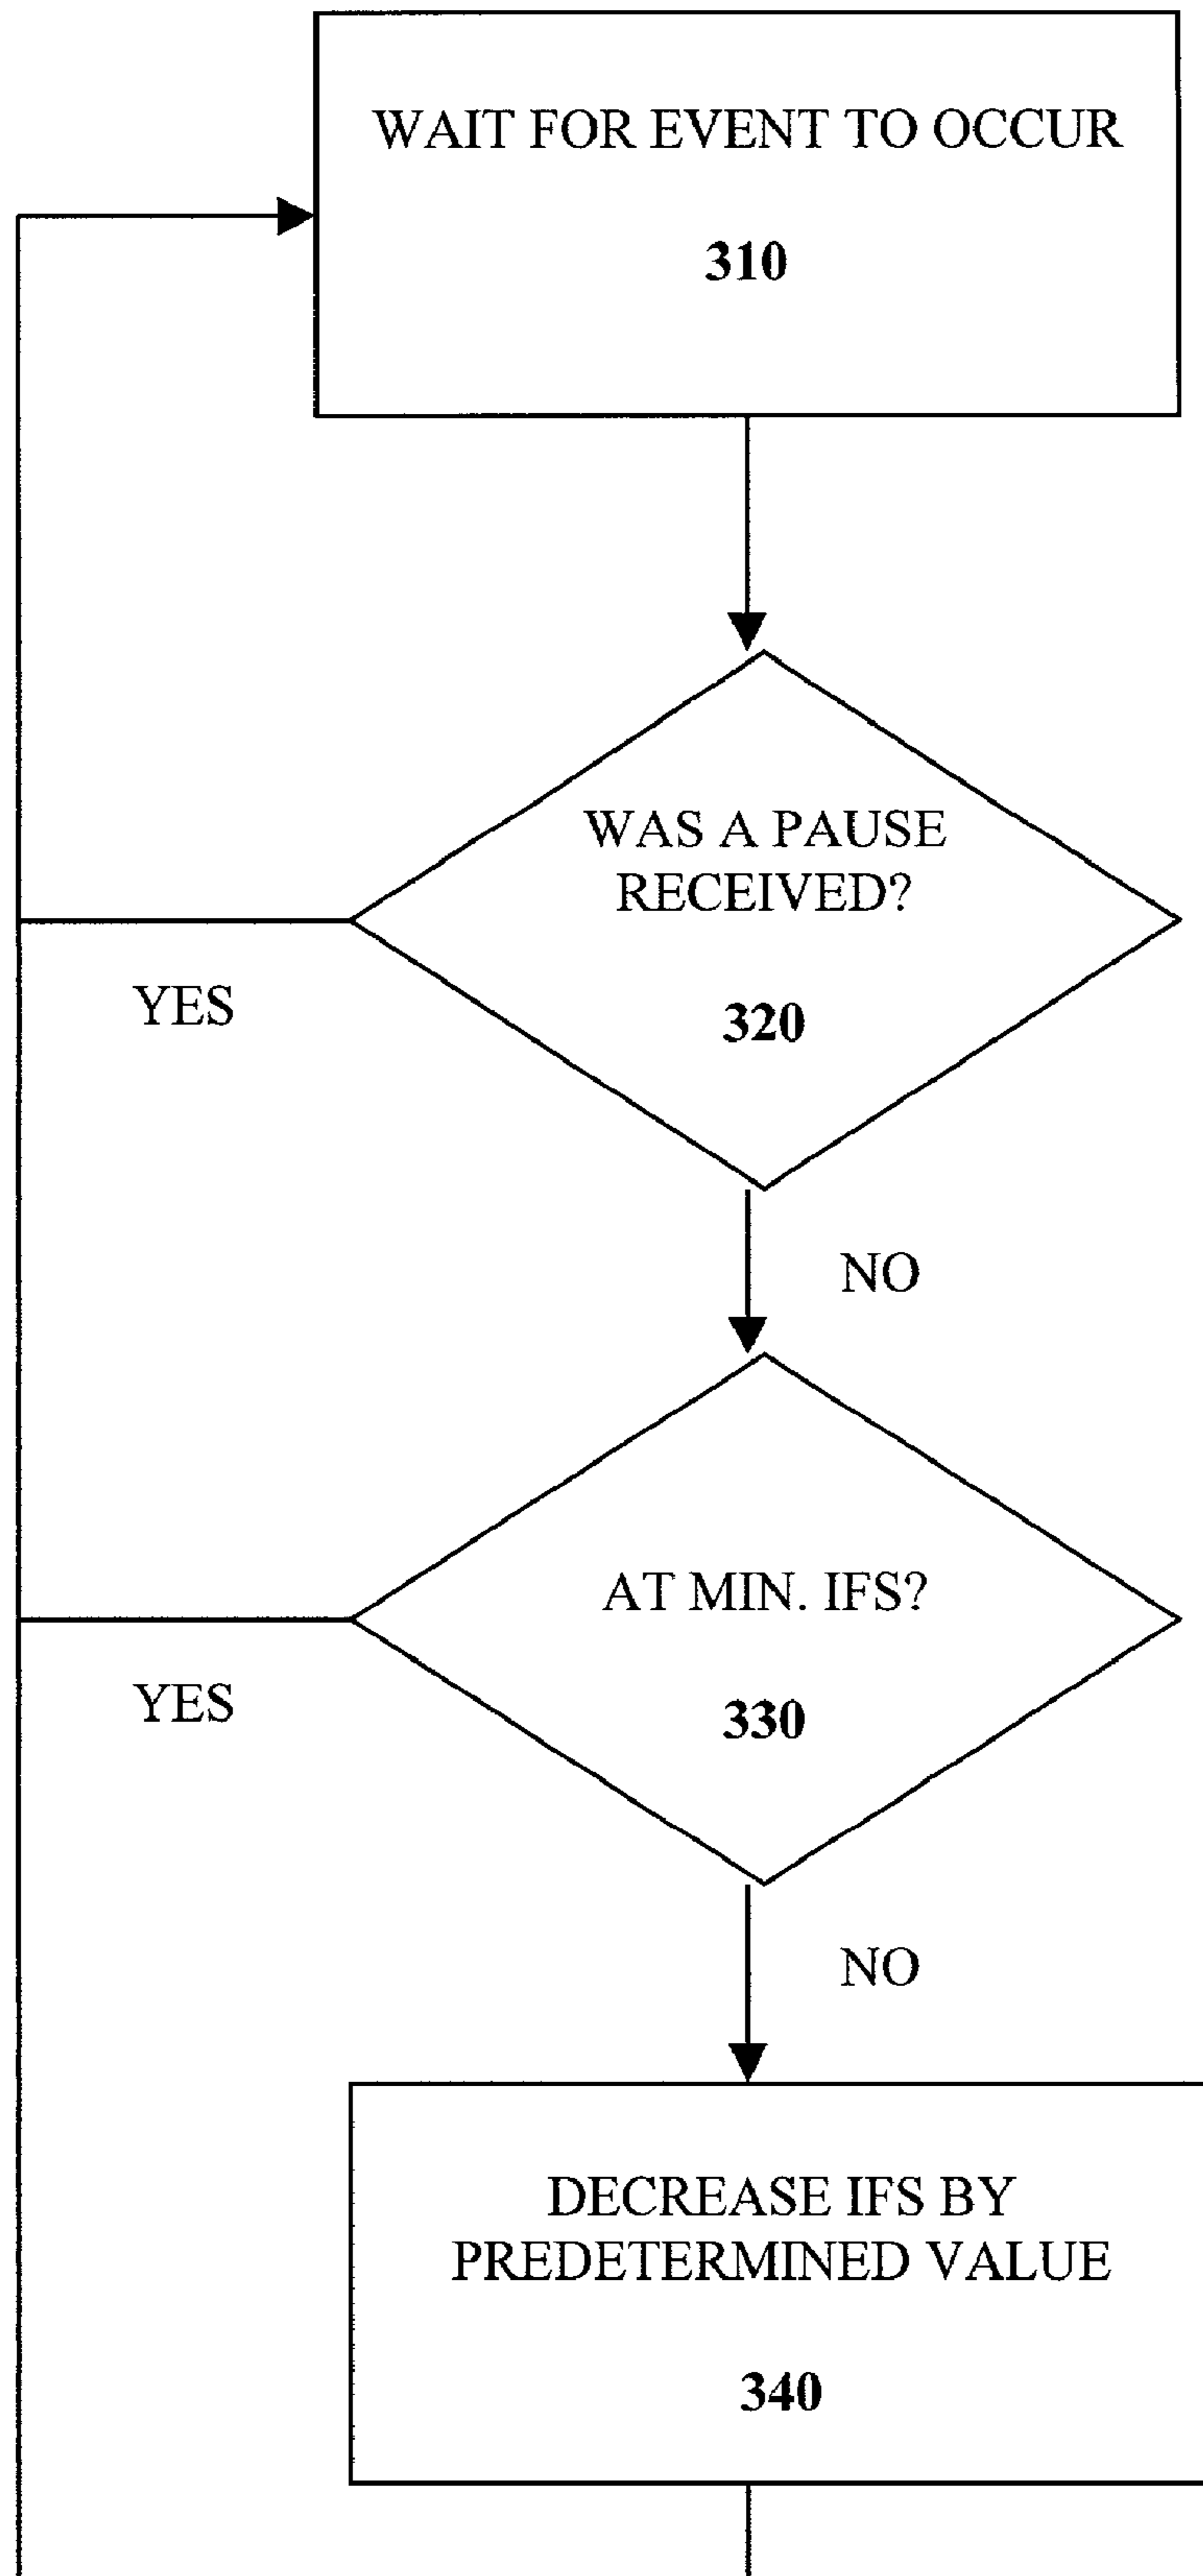 WAIT FOR EVENT TO OCCUR
310
WAS A PAUSE
RECEIVED?
320
YES
NO
AT MIN. IFS?
330
YES
NO
DECREASE IFS BY
PREDETERMINED VALUE
340